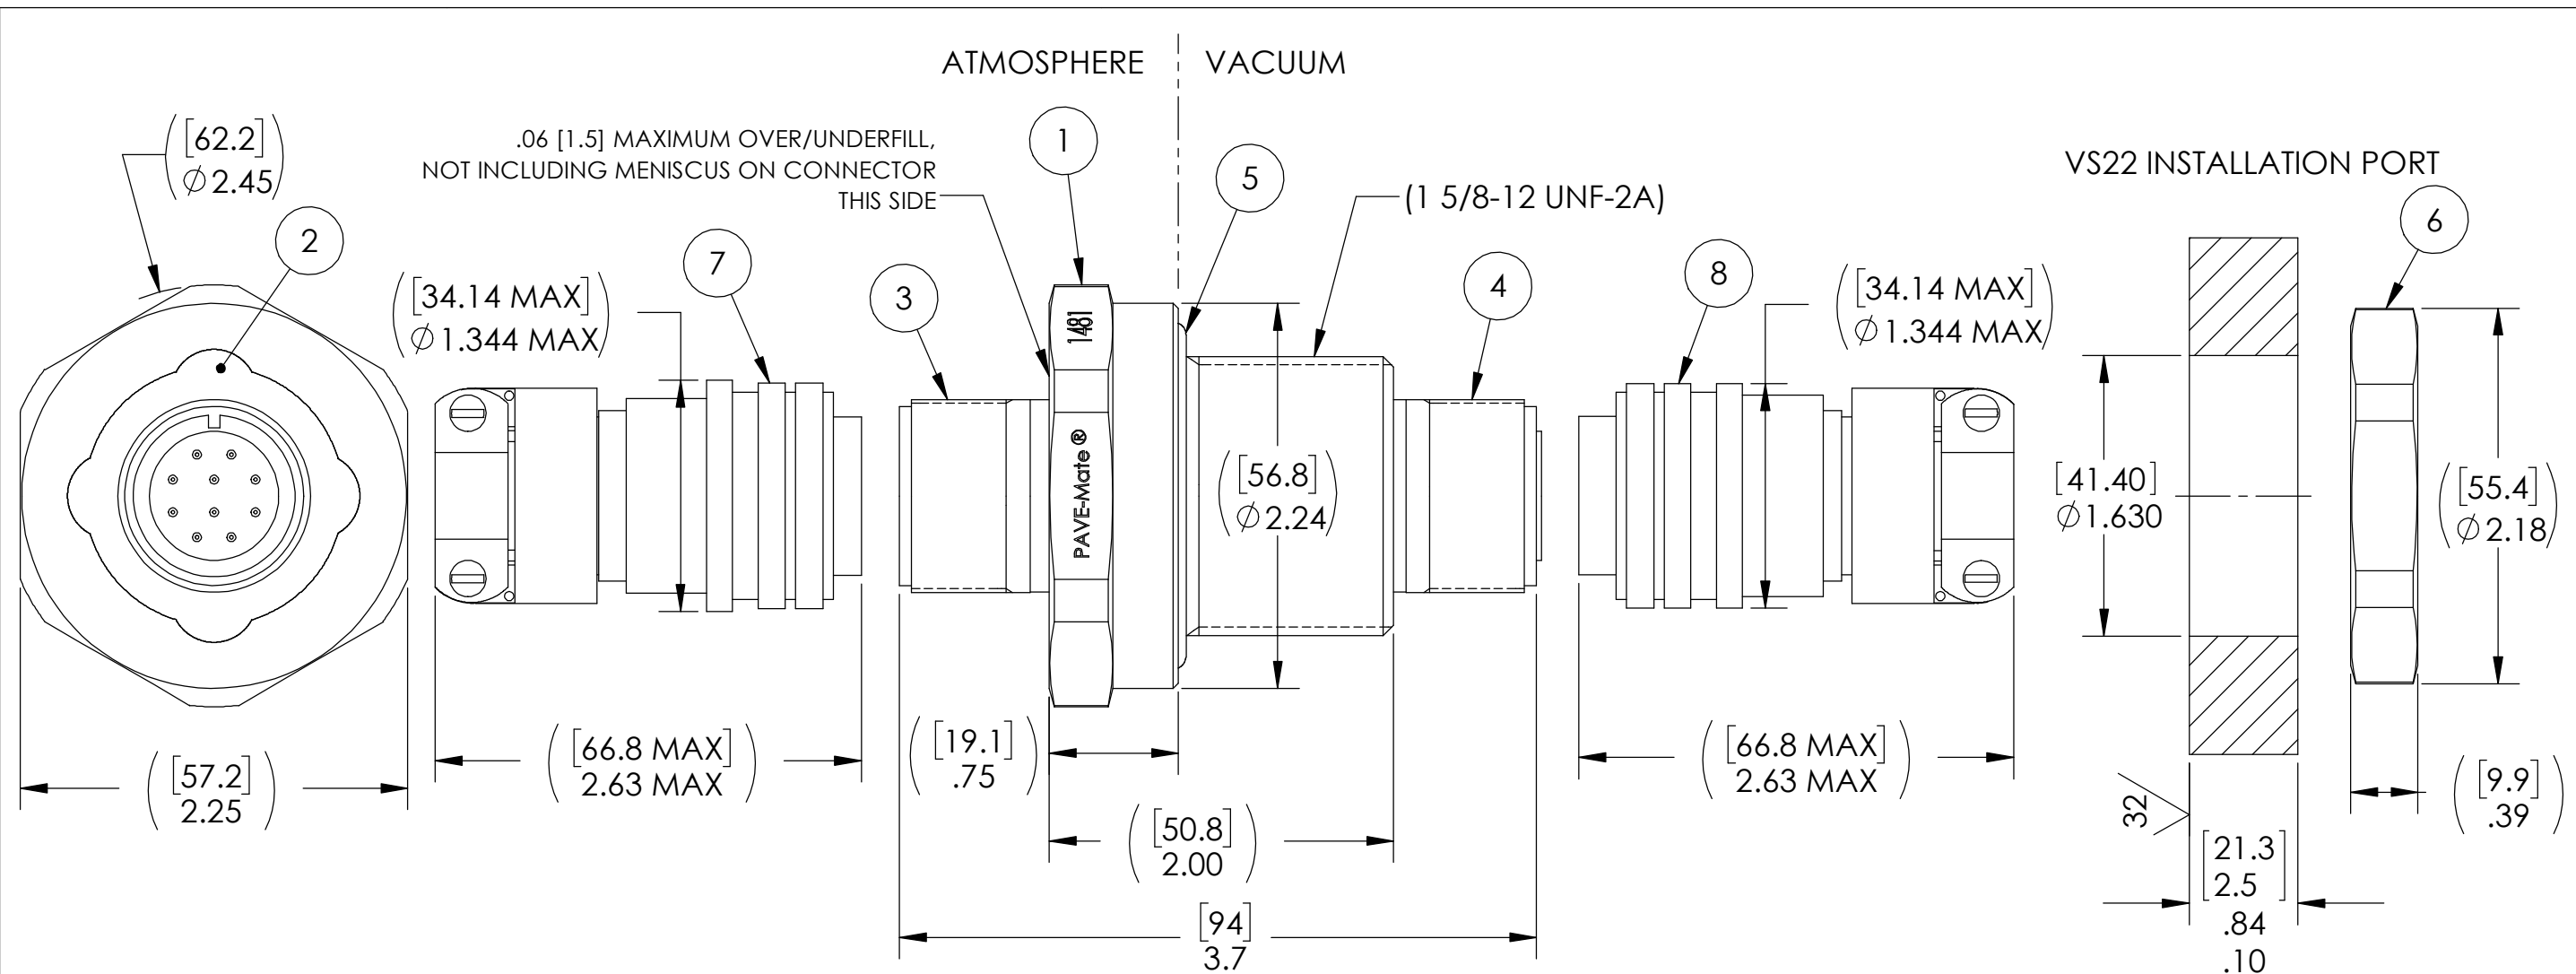 ATMOSPHERE
VACUUM
.06 [1.5] MAXIMUM OVER/UNDERFILL,
NOT INCLUDING MENISCUS ON CONNECTOR
THIS SIDE
([62.2]
∅ 2.45)
1
5
(1 5/8-12 UNF-2A)
VS22 INSTALLATION PORT
6
2
7
3
4
8
([34.14 MAX]
∅ 1.344 MAX)
1481
PAVE-Mate ®
([34.14 MAX]
∅ 1.344 MAX)
([56.8]
∅ 2.24)
[41.40]
∅ 1.630
([55.4]
∅ 2.18)
([57.2]
2.25)
([66.8 MAX]
2.63 MAX)
([19.1]
.75)
([50.8]
2.00)
[94]
3.7
([66.8 MAX]
2.63 MAX)
32
[21.3
2.5]
.84
.10
([9.9]
.39)